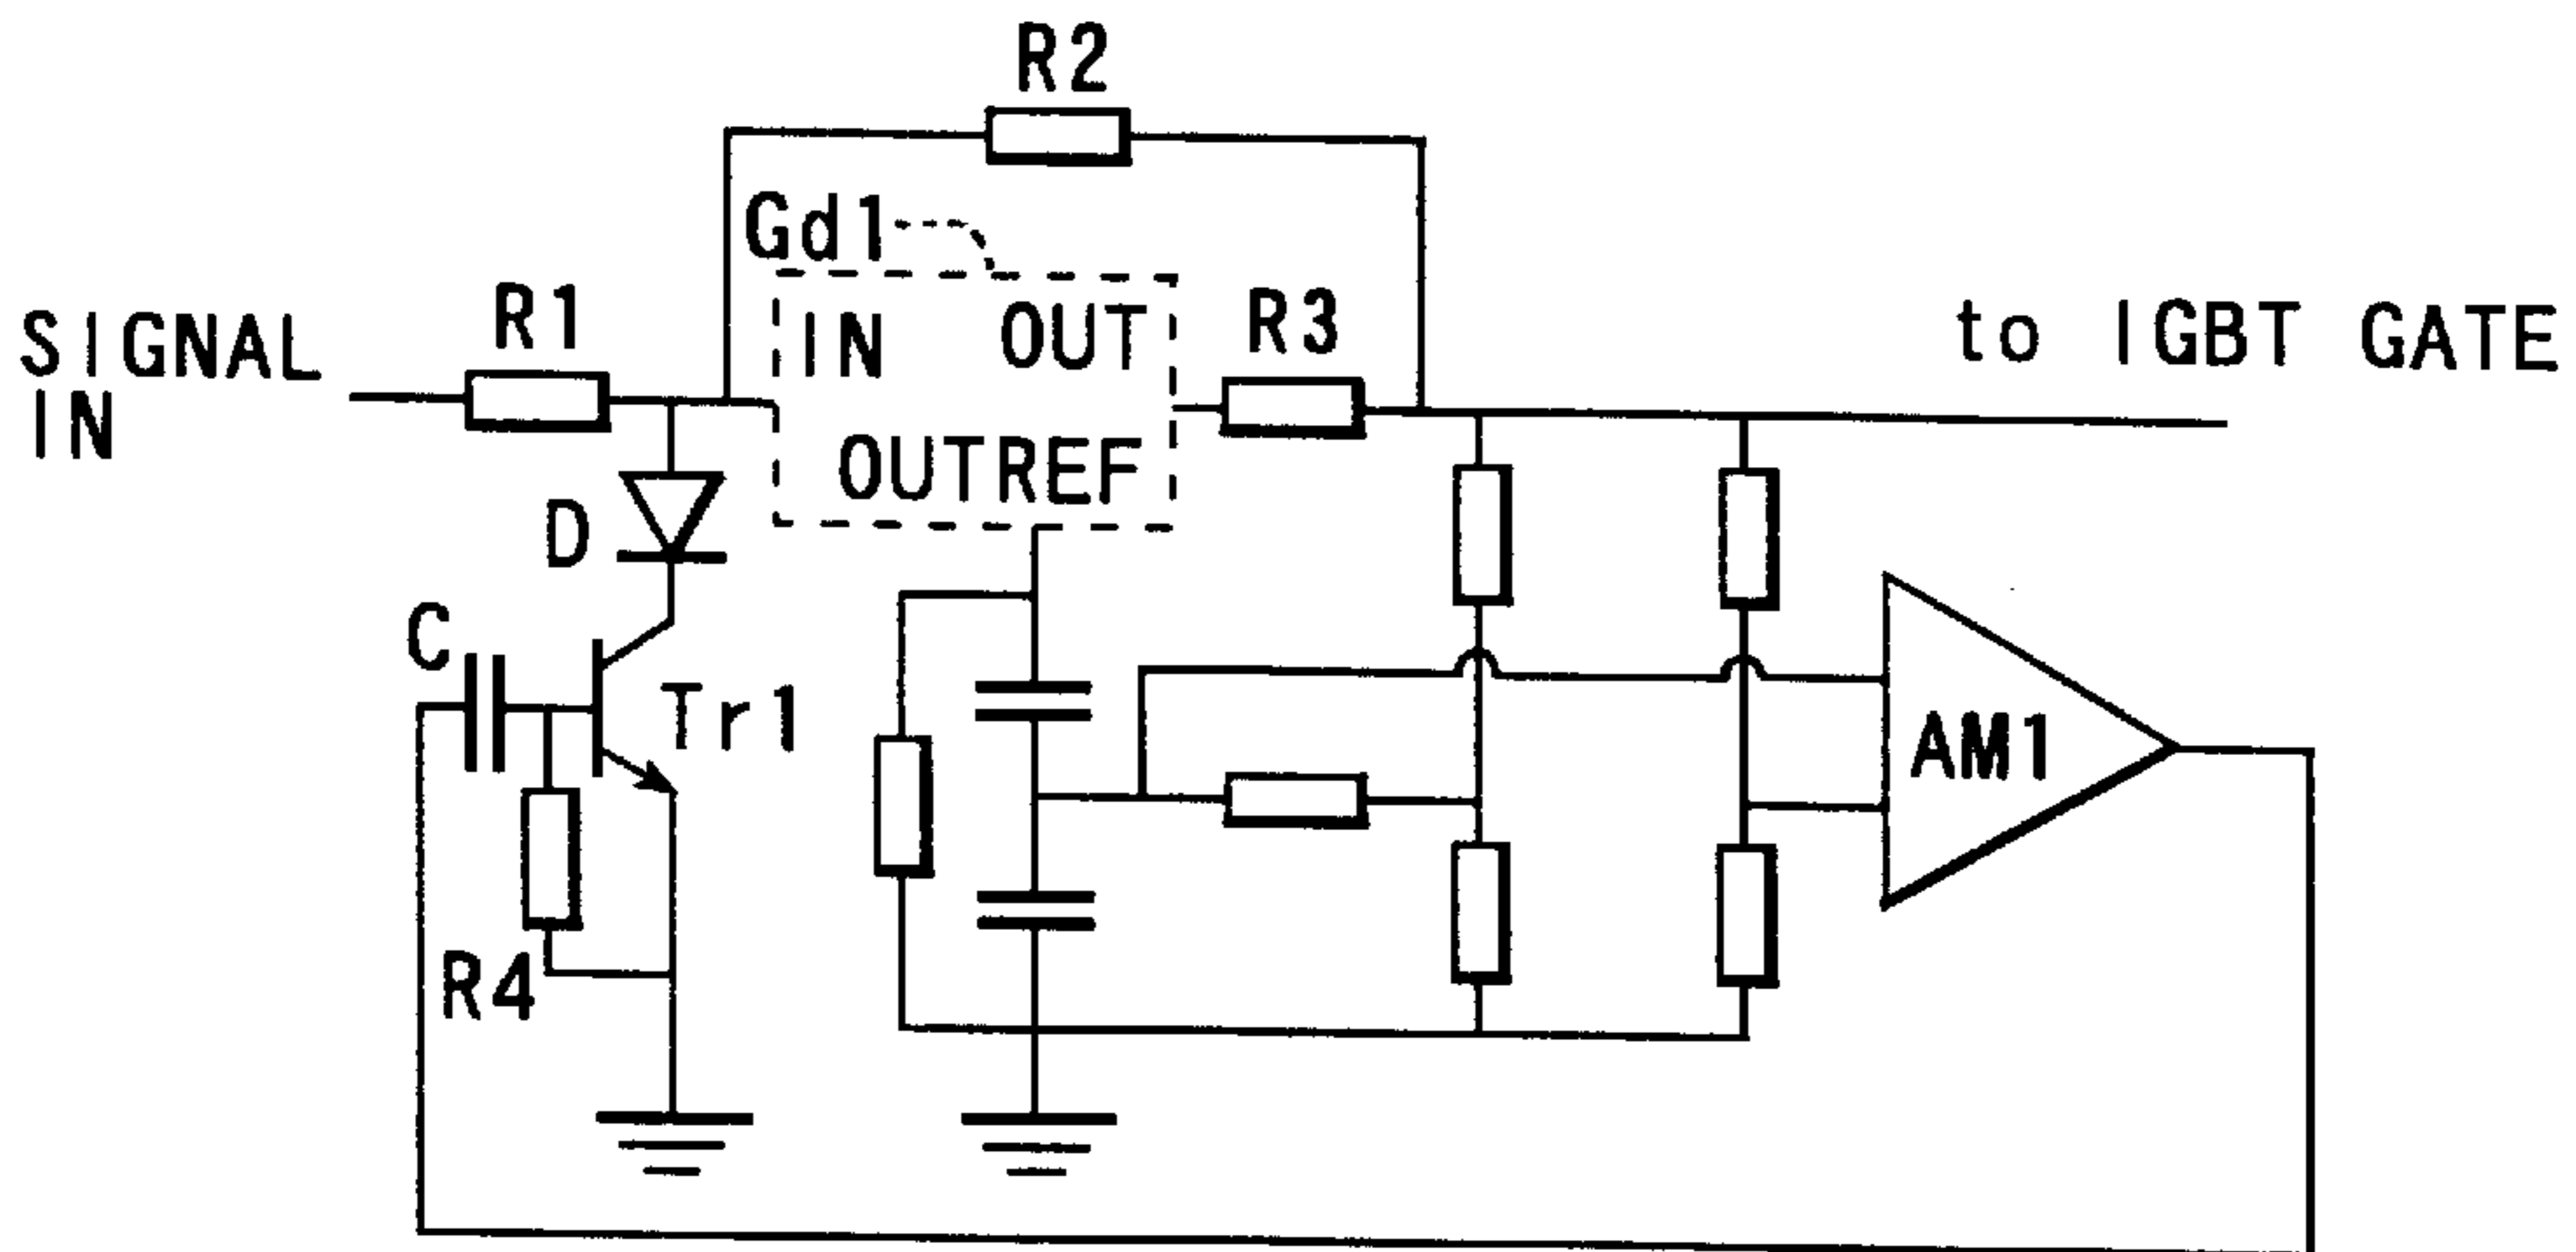 R2
Gd1
SIGNAL
IN
R1
IN OUT
OUTREF
R3
to IGBT GATE
D
C
Tr1
AM1
R4